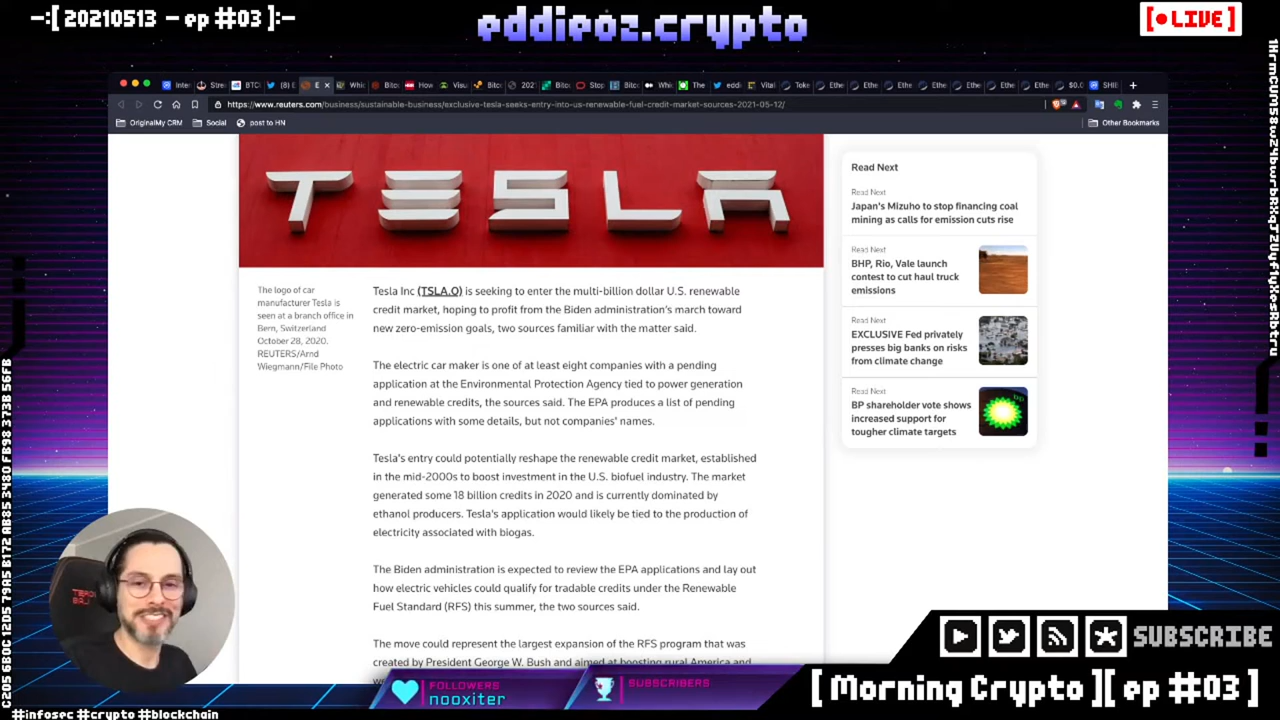 -:[ 20210513 - ep #03 ]:-
eddieoz.crypto
[•LIVE]
https://www.reuters.com/business/sustainable-business/exclusive-tesla-seeks-entry-into-us-renewable-fuel-credit-market-sources-2021-05-12/
OriginalMy CRM
Social
post to HN
Other Bookmarks
TESLA
The logo of car
manufacturer Tesla is
seen at a branch office in
Bern, Switzerland
October 28, 2020.
REUTERS/Arnd
Wiegmann/File Photo
Tesla Inc (TSLA.O) is seeking to enter the multi-billion dollar U.S. renewable
credit market, hoping to profit from the Biden administration's march toward
new zero-emission goals, two sources familiar with the matter said.
The electric car maker is one of at least eight companies with a pending
application at the Environmental Protection Agency tied to power generation
and renewable credits, the sources said. The EPA produces a list of pending
applications with some details, but not companies' names.
Tesla's entry could potentially reshape the renewable credit market, established
in the mid-2000s to boost investment in the U.S. biofuel industry. The market
generated some 18 billion credits in 2020 and is currently dominated by
ethanol producers. Tesla's application would likely be tied to the production of
electricity associated with biogas.
The Biden administration is expected to review the EPA applications and lay out
how electric vehicles could qualify for tradable credits under the Renewable
Fuel Standard (RFS) this summer, the two sources said.
The move could represent the largest expansion of the RFS program that was
created by President George W. Bush and aimed at boosting rural America and
Read Next
Read Next
Japan's Mizuho to stop financing coal
mining as calls for emission cuts rise
Read Next
BHP, Rio, Vale launch
contest to cut haul truck
emissions
Read Next
EXCLUSIVE Fed privately
presses big banks on risks
from climate change
Read Next
BP shareholder vote shows
increased support for
tougher climate targets
SUBSCRIBE
[Morning Crypto][ep #03]
FOLLOWERS
nooxiter
SUBSCRIBERS
#infosec #crypto #blockchain